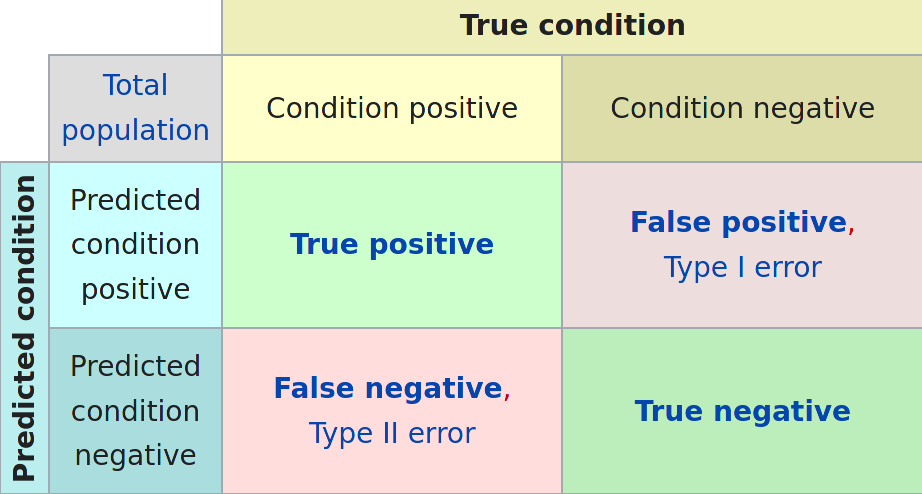 True condition
Total
population
Condition positive
Condition negative
Predicted condition
Predicted
condition
positive
True positive
False positive,
Type I error
Predicted
condition
negative
False negative,
Type II error
True negative